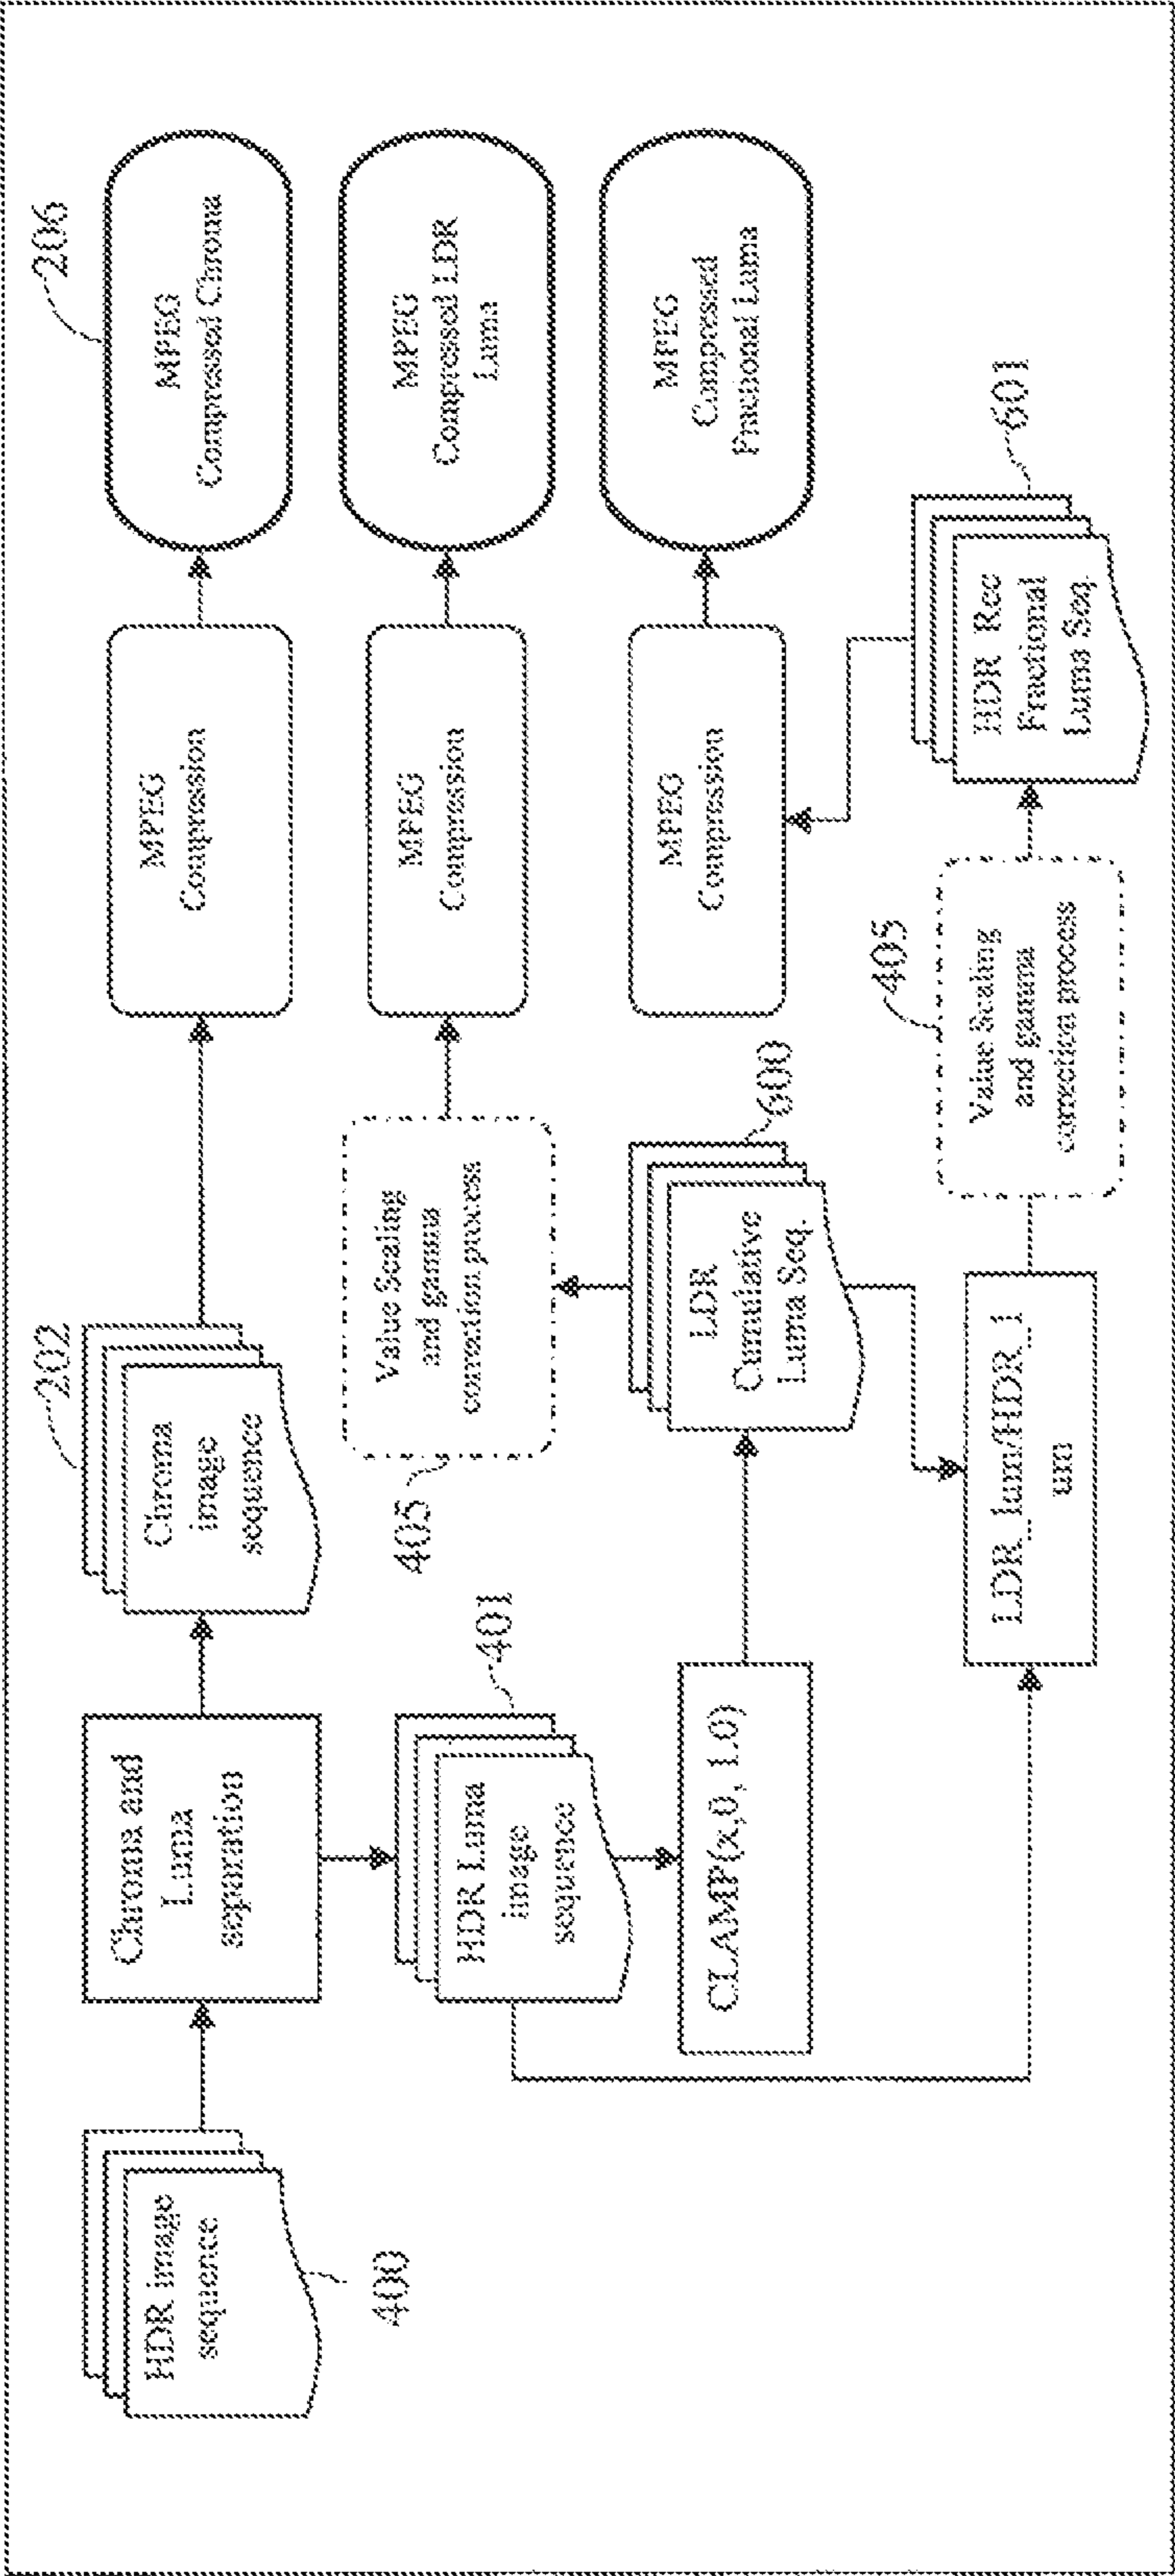 HDR image
sequence
400
Chroma and
Luma
separation
202
Chroma
image
sequence
MPEG
Compression
206
MPEG
Compressed Chroma
401
HDR Luma
image
sequence
405
Value Scaling
and gamma
correction process
MPEG
Compression
MPEG
Compressed LDR
Luma
CLAMP(x,0, 1.0)
600
LDR
Cumulative
Luma Seq.
MPEG
Compression
MPEG
Compressed
Fractional Luma
LDR_lum/HDR_l
um
405
Value Scaling
and gamma
correction process
601
HDR Rec
Fractional
Luma Seq.